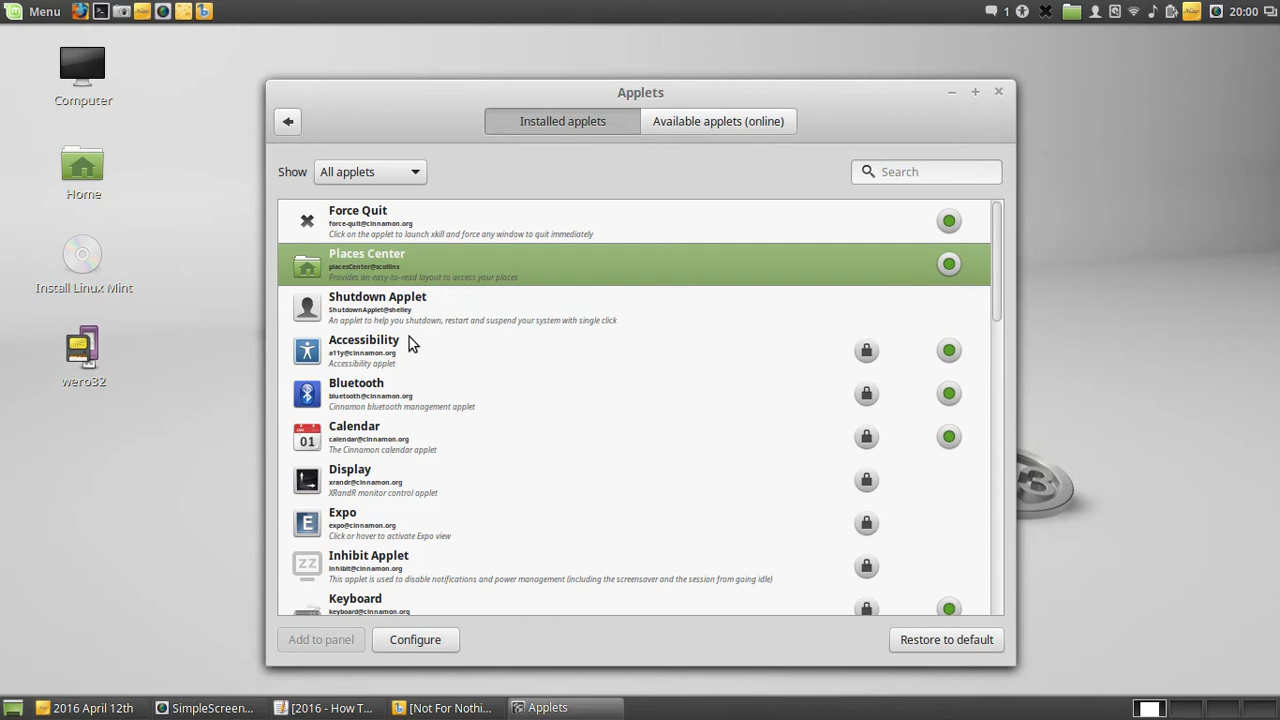 Menu
1
20:00
Computer
Home
Install Linux Mint
wero32
Applets
Installed applets
Available applets (online)
Show
All applets
Search
Force Quit
force-quit@cinnamon.org
Click on the applet to launch xkill and force any window to quit immediately
Places Center
placesCenter@scollins
Provides an easy-to-read layout to access your places
Shutdown Applet
ShutdownApplet@shelley
An applet to help you shutdown, restart and suspend your system with single click
Accessibility
a11y@cinnamon.org
Accessibility applet
Bluetooth
bluetooth@cinnamon.org
Cinnamon bluetooth management applet
01
Calendar
calendar@cinnamon.org
The Cinnamon calendar applet
Display
xrandr@cinnamon.org
XRandR monitor control applet
E
Expo
expo@cinnamon.org
Click or hover to activate Expo view
zz
Inhibit Applet
inhibit@cinnamon.org
This applet is used to disable notifications and power management (including the screensaver and the session from going idle)
Keyboard
keyboard@cinnamon.org
Add to panel
Configure
Restore to default
2016 April 12th
SimpleScreen...
[2016 - How T...
[Not For Nothi...
Applets